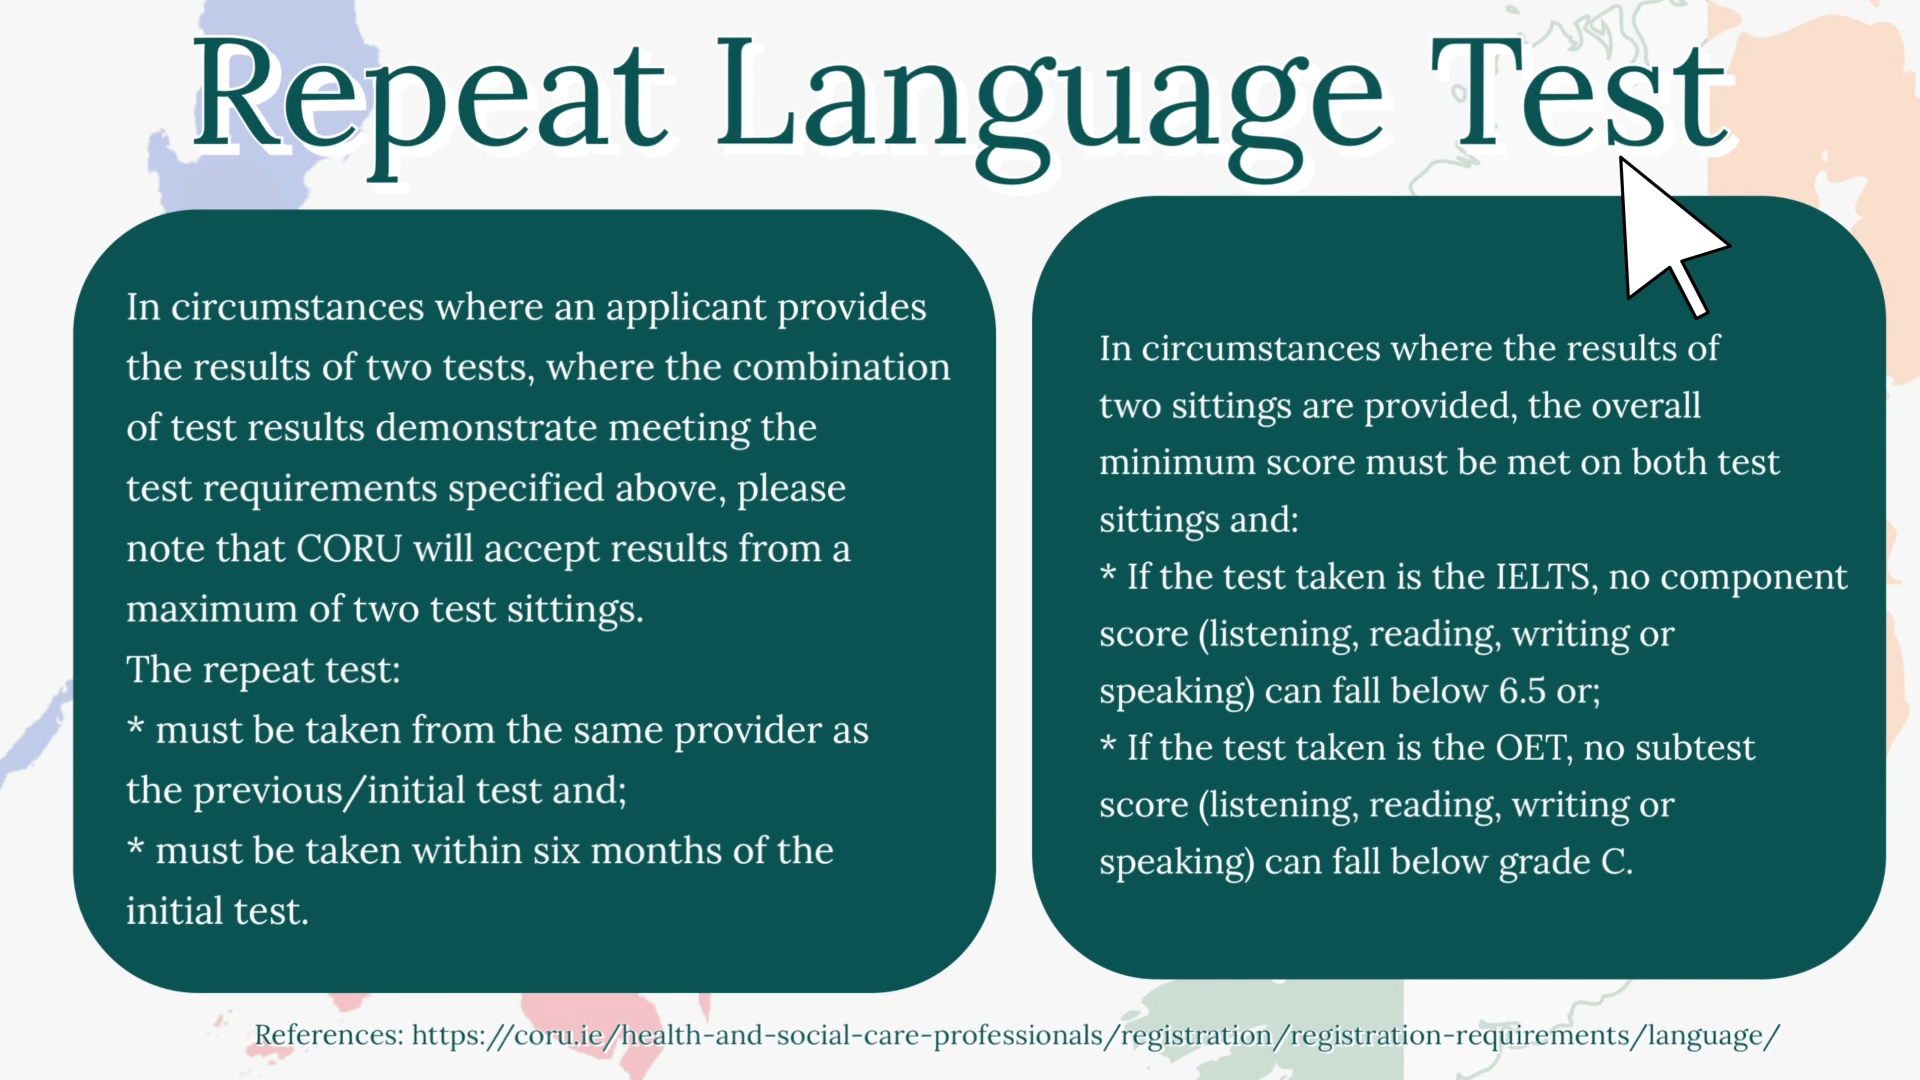 Repeat Language Test
In circumstances where an applicant provides
the results of two tests, where the combination
of test results demonstrate meeting the
test requirements specified above, please
note that CORU will accept results from a
maximum of two test sittings.
The repeat test:
* must be taken from the same provider as
the previous/initial test and;
* must be taken within six months of the
initial test.
In circumstances where the results of
two sittings are provided, the overall
minimum score must be met on both test
sittings and:
* If the test taken is the IELTS, no component
score (listening, reading, writing or
speaking) can fall below 6.5 or;
* If the test taken is the OET, no subtest
score (listening, reading, writing or
speaking) can fall below grade C.
References: https://coru.ie/health-and-social-care-professionals/registration/registration-requirements/language/